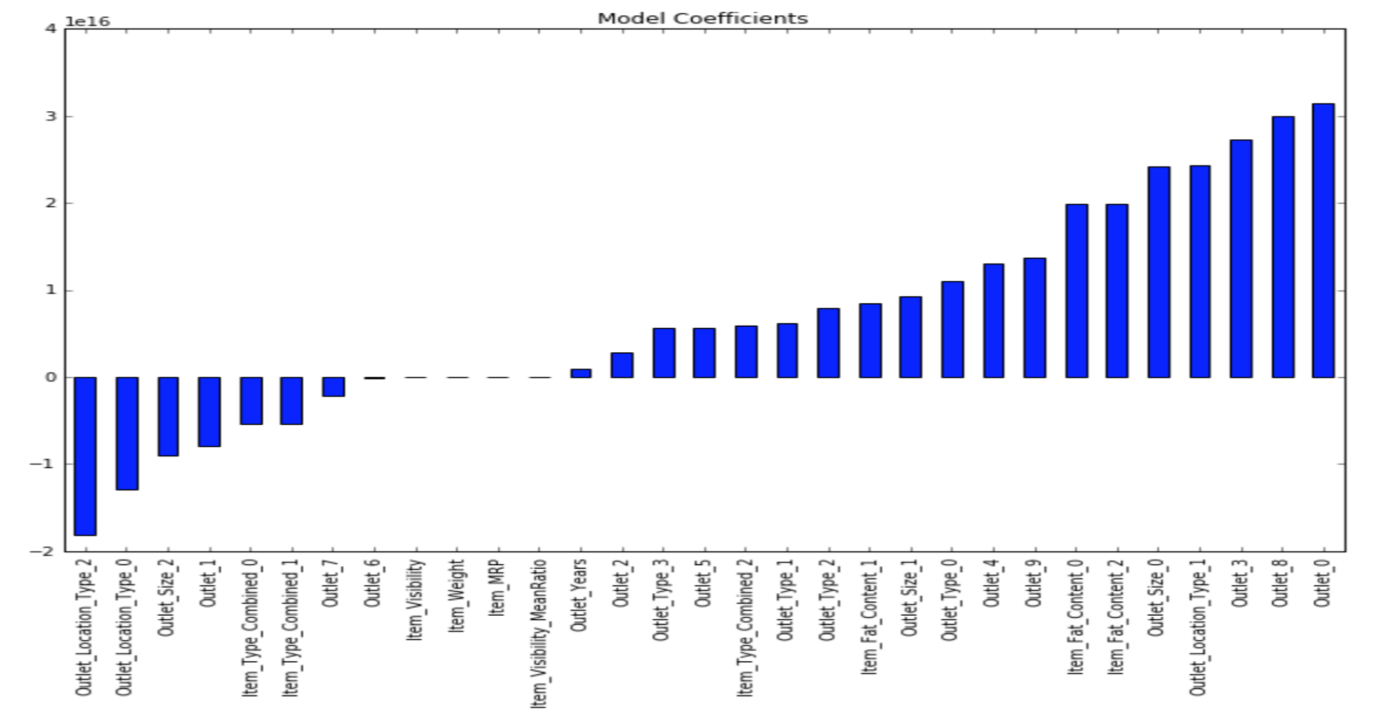 Model Coefficients
1e16
4
3
2
1
0
−1
−2
Outlet_Location_Type_2
Outlet_Location_Type_0
Outlet_Size_2
Outlet_1
Item_Type_Combined_0
Item_Type_Combined_1
Outlet_7
Outlet_6
Item_Visibility
Item_Weight
Item_MRP
Item_Visibility_MeanRatio
Outlet_Years
Outlet_2
Outlet_Type_3
Outlet_5
Item_Type_Combined_2
Outlet_Type_1
Outlet_Type_2
Item_Fat_Content_1
Outlet_Size_1
Outlet_Type_0
Outlet_4
Outlet_9
Item_Fat_Content_0
Item_Fat_Content_2
Outlet_Size_0
Outlet_Location_Type_1
Outlet_3
Outlet_8
Outlet_0